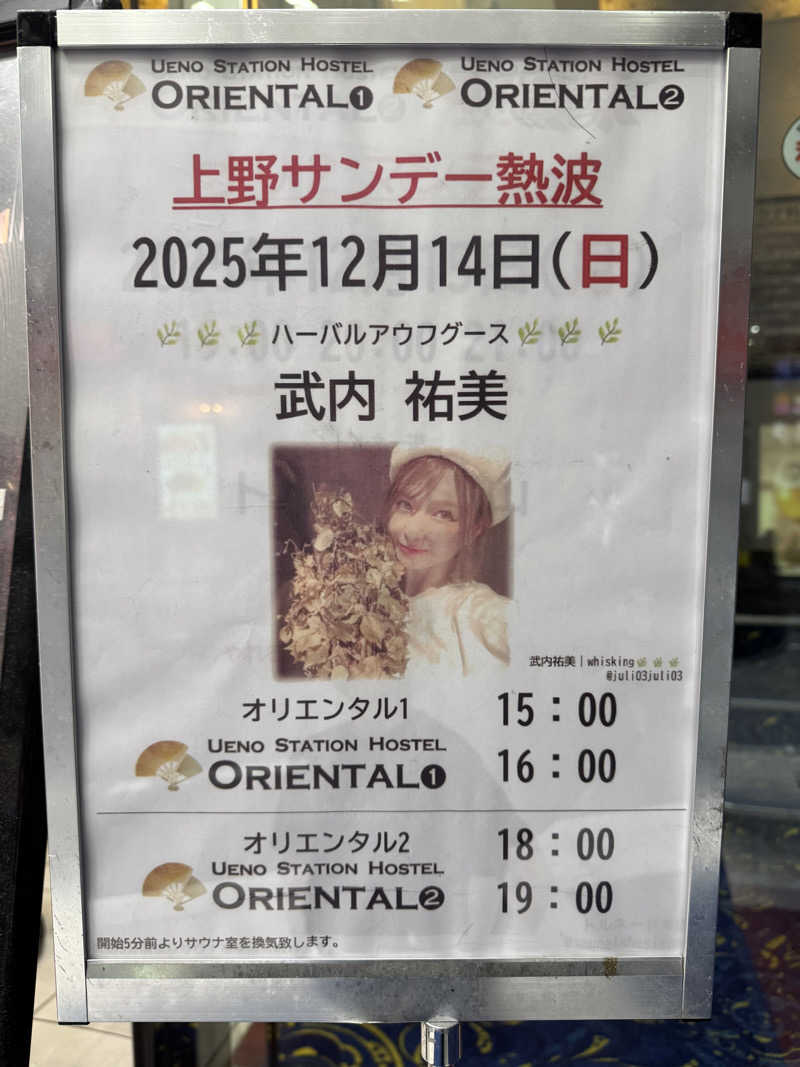 UENO STATION HOSTEL UENO STATION HOSTEL
ORIENTAL❶ ORIENTAL❷
上野サンデー熱波
2025年12月14日(日)
ハーバルアウフグース
武内 祐美
武内祐美|whisking
@juli03juli03
オリエンタル1 15:00
UENO STATION HOSTEL
ORIENTAL❶ 16:00
オリエンタル2 18:00
UENO STATION HOSTEL
ORIENTAL❷ 19:00
開始5分前よりサウナ室を換気致します。